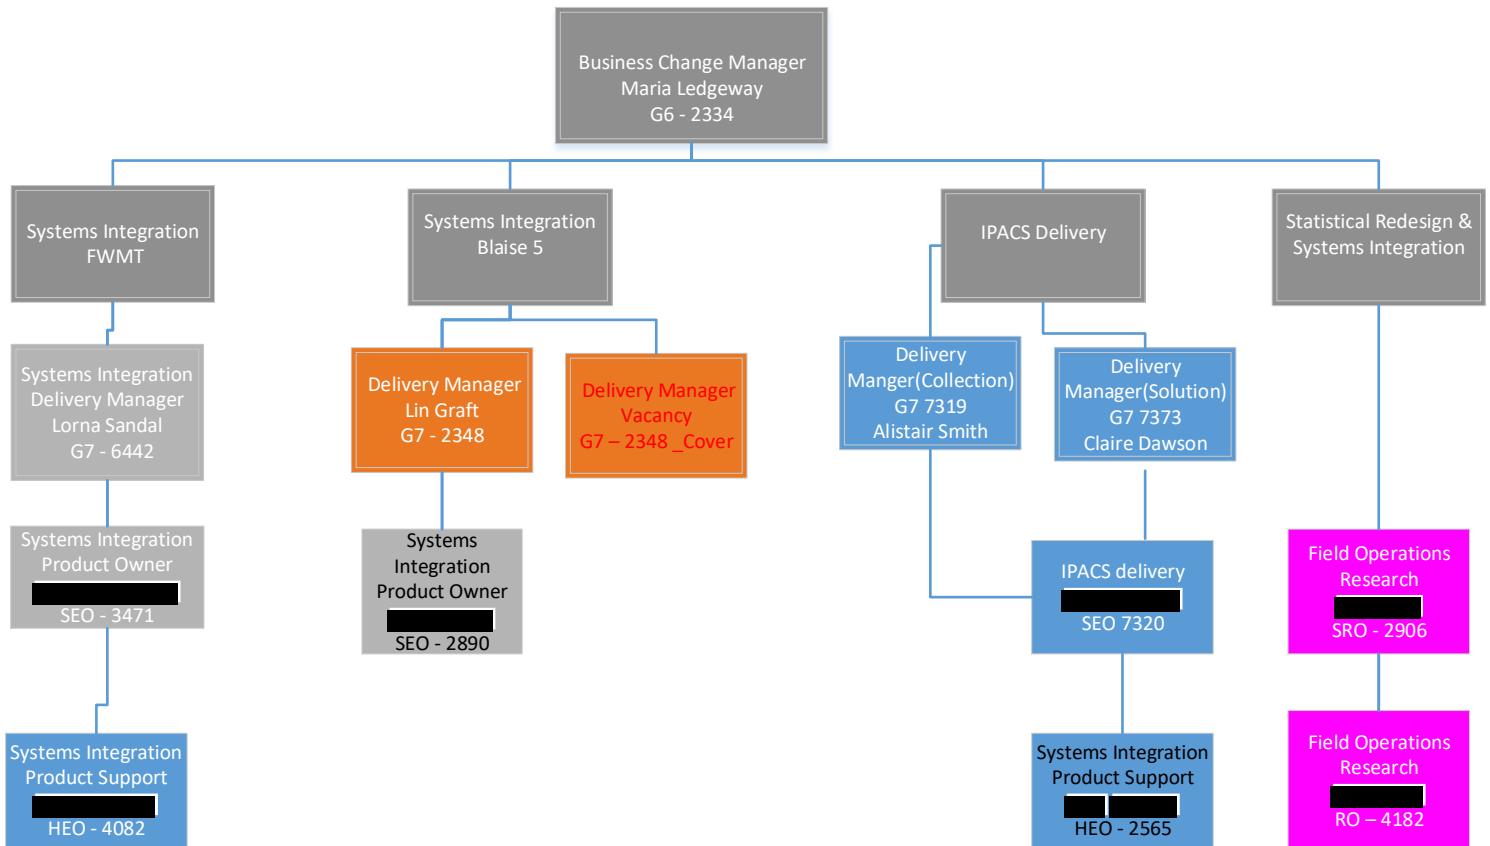 Business Change Manager
Maria Ledgeway
G6 - 2334
Systems Integration
FWMT
Systems Integration
Blaise 5
IPACS Delivery
Statistical Redesign &
Systems Integration
Systems Integration
Delivery Manager
Lorna Sandal
G7 - 6442
Delivery Manager
Lin Graft
G7 - 2348
Delivery Manager
Vacancy
G7 – 2348 _Cover
Delivery
Manger(Collection)
G7 7319
Alistair Smith
Delivery
Manager(Solution)
G7 7373
Claire Dawson
Systems Integration
Product Owner
SEO - 3471
Systems
Integration
Product Owner
SEO - 2890
IPACS delivery
SEO 7320
Field Operations
Research
SRO - 2906
Systems Integration
Product Support
HEO - 4082
Systems Integration
Product Support
HEO - 2565
Field Operations
Research
RO – 4182